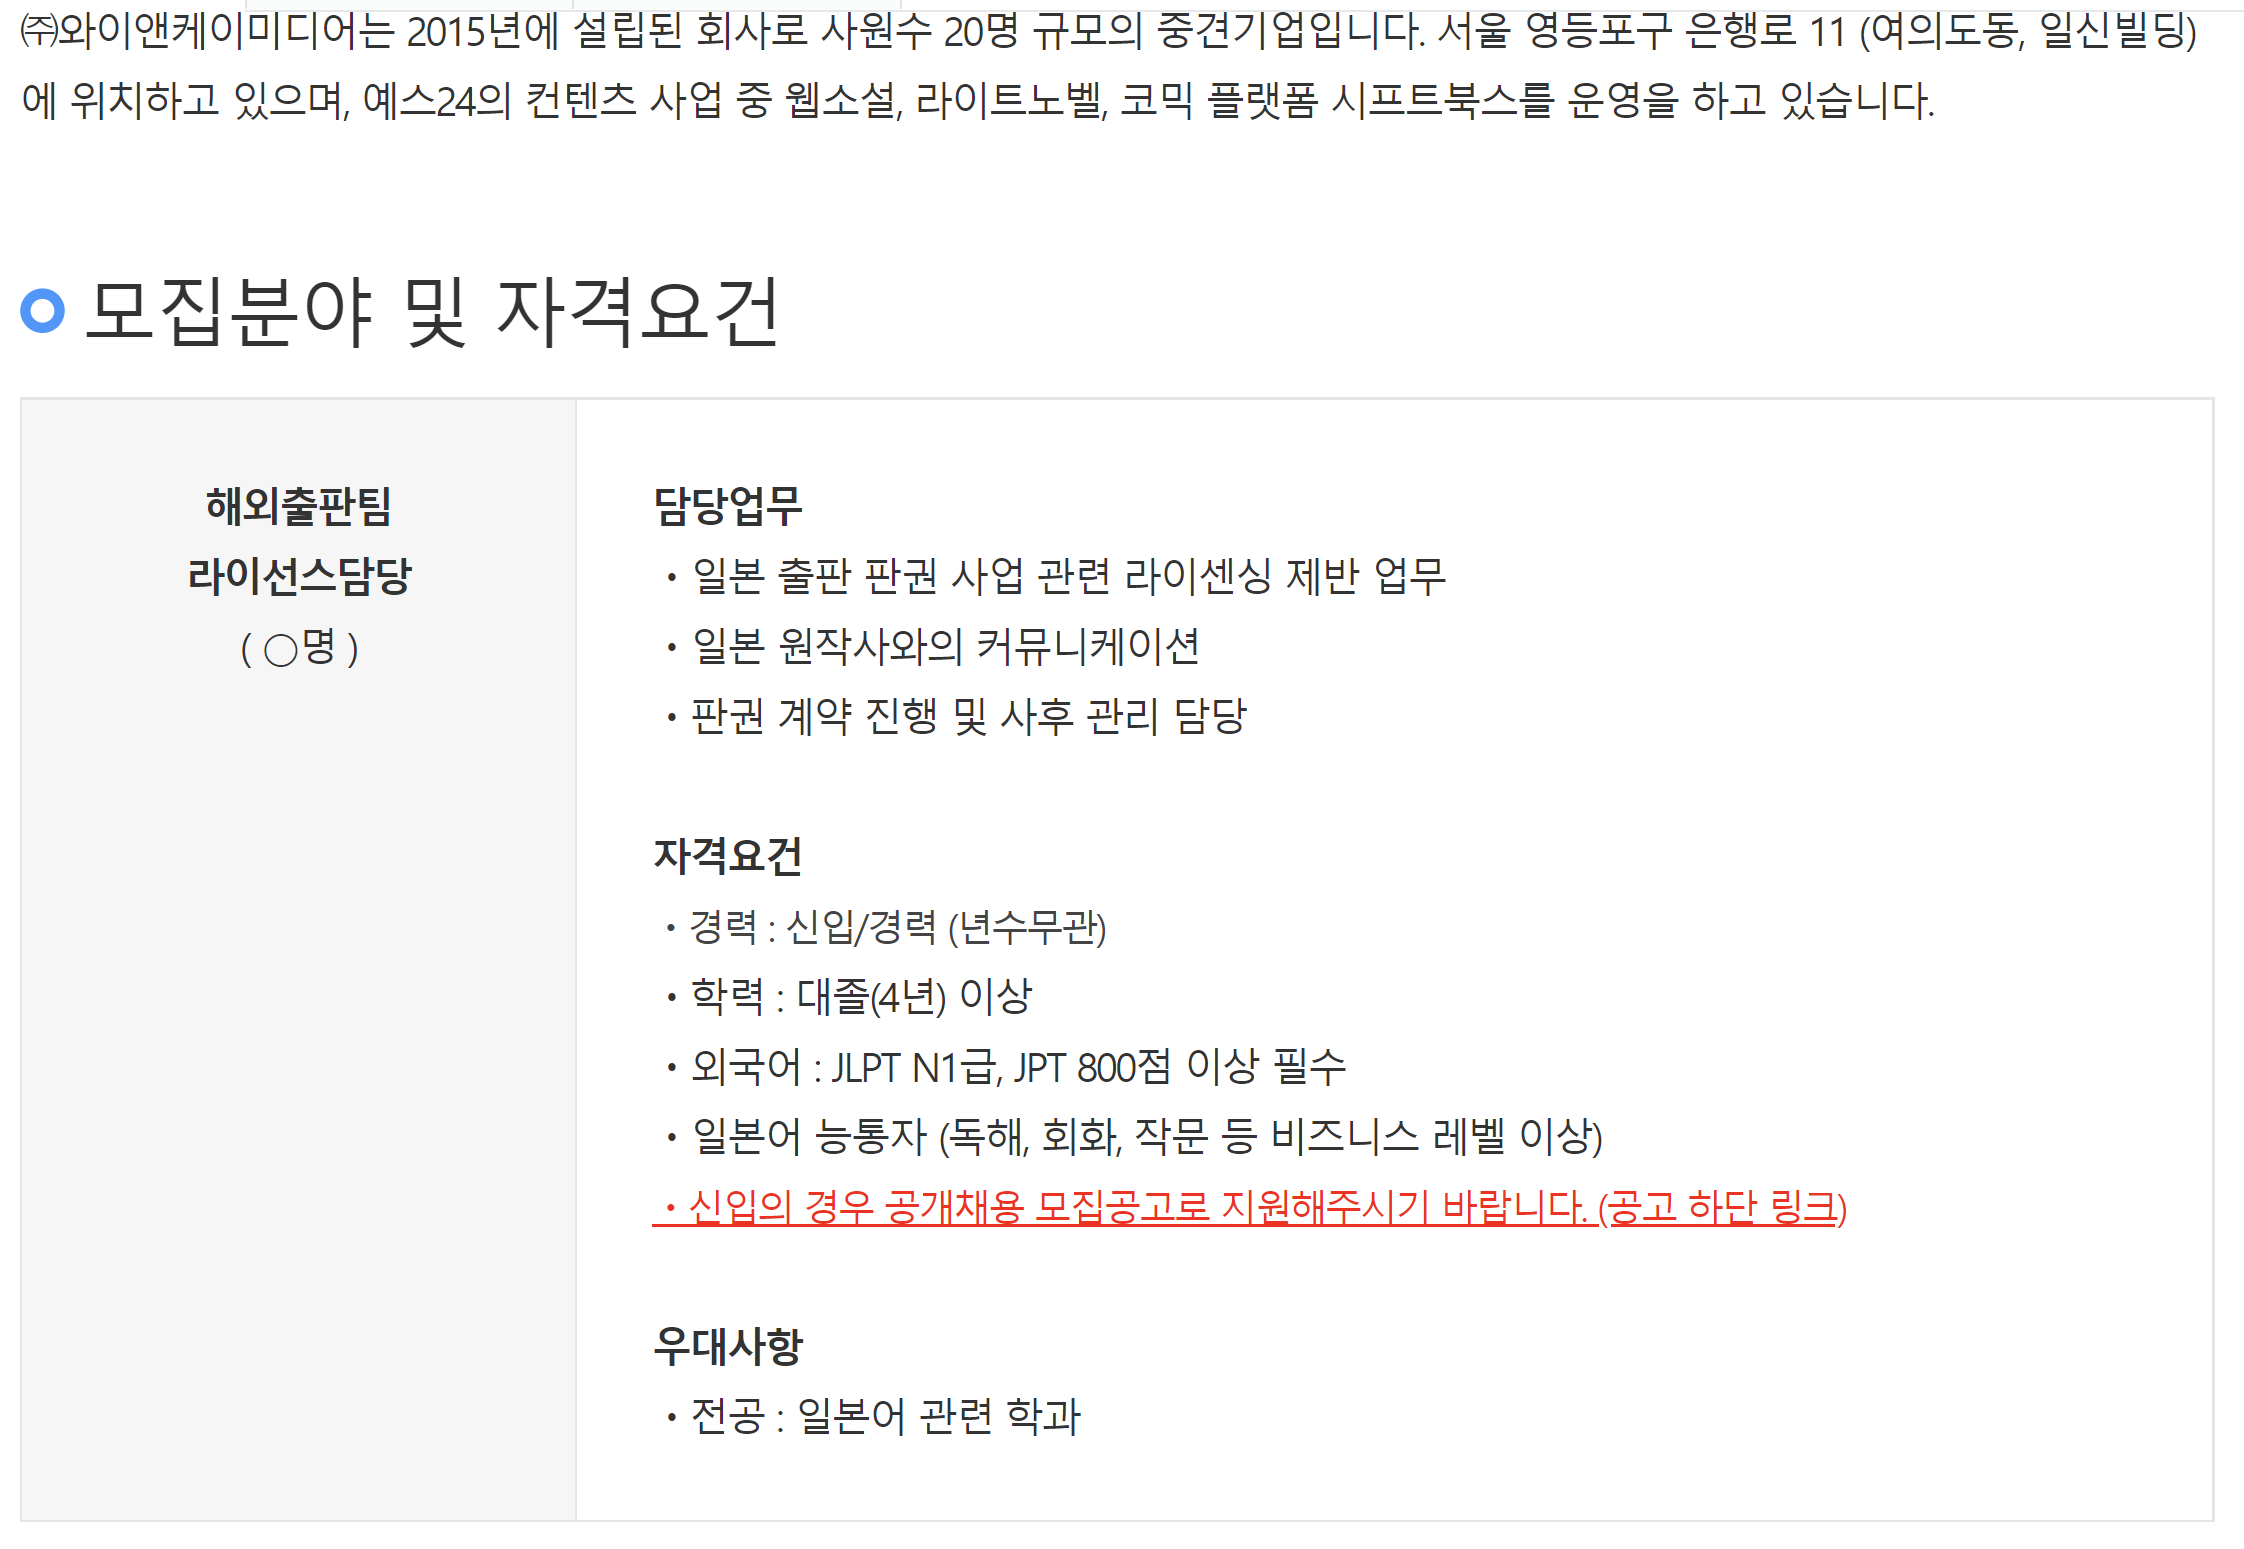 ㈜와이앤케이미디어는 2015년에 설립된 회사로 사원수 20명 규모의 중견기업입니다. 서울 영등포구 은행로 11 (여의도동, 일신빌딩)
에 위치하고 있으며, 예스24의 컨텐츠 사업 중 웹소설, 라이트노벨, 코믹 플랫폼 시프트북스를 운영을 하고 있습니다.
모집분야 및 자격요건
해외출판팀
라이선스담당
( ◯명 )
담당업무
• 일본 출판 판권 사업 관련 라이센싱 제반 업무
• 일본 원작사와의 커뮤니케이션
• 판권 계약 진행 및 사후 관리 담당
자격요건
• 경력 : 신입/경력 (년수무관)
• 학력 : 대졸(4년) 이상
• 외국어 : JLPT N1급, JPT 800점 이상 필수
• 일본어 능통자 (독해, 회화, 작문 등 비즈니스 레벨 이상)
• 신입의 경우 공개채용 모집공고로 지원해주시기 바랍니다. (공고 하단 링크)
우대사항
• 전공 : 일본어 관련 학과